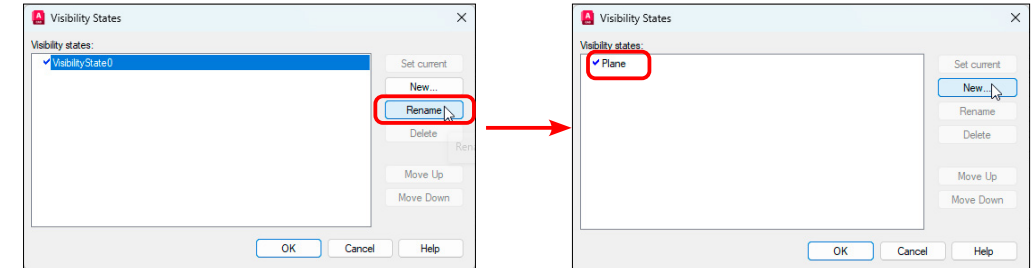 Visibility States
Visibility states:
VisibilityState0
Set current
New...
Rename
Delete
Move Up
Move Down
OK
Cancel
Help
Visibility States
Visibility states:
Plane
Set current
New...
Rename
Delete
Move Up
Move Down
OK
Cancel
Help